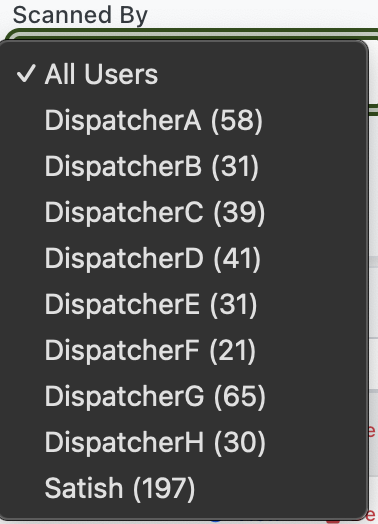 Scanned By
✓ All Users
DispatcherA (58)
DispatcherB (31)
DispatcherC (39)
DispatcherD (41)
DispatcherE (31)
DispatcherF (21)
DispatcherG (65)
DispatcherH (30)
Satish (197)